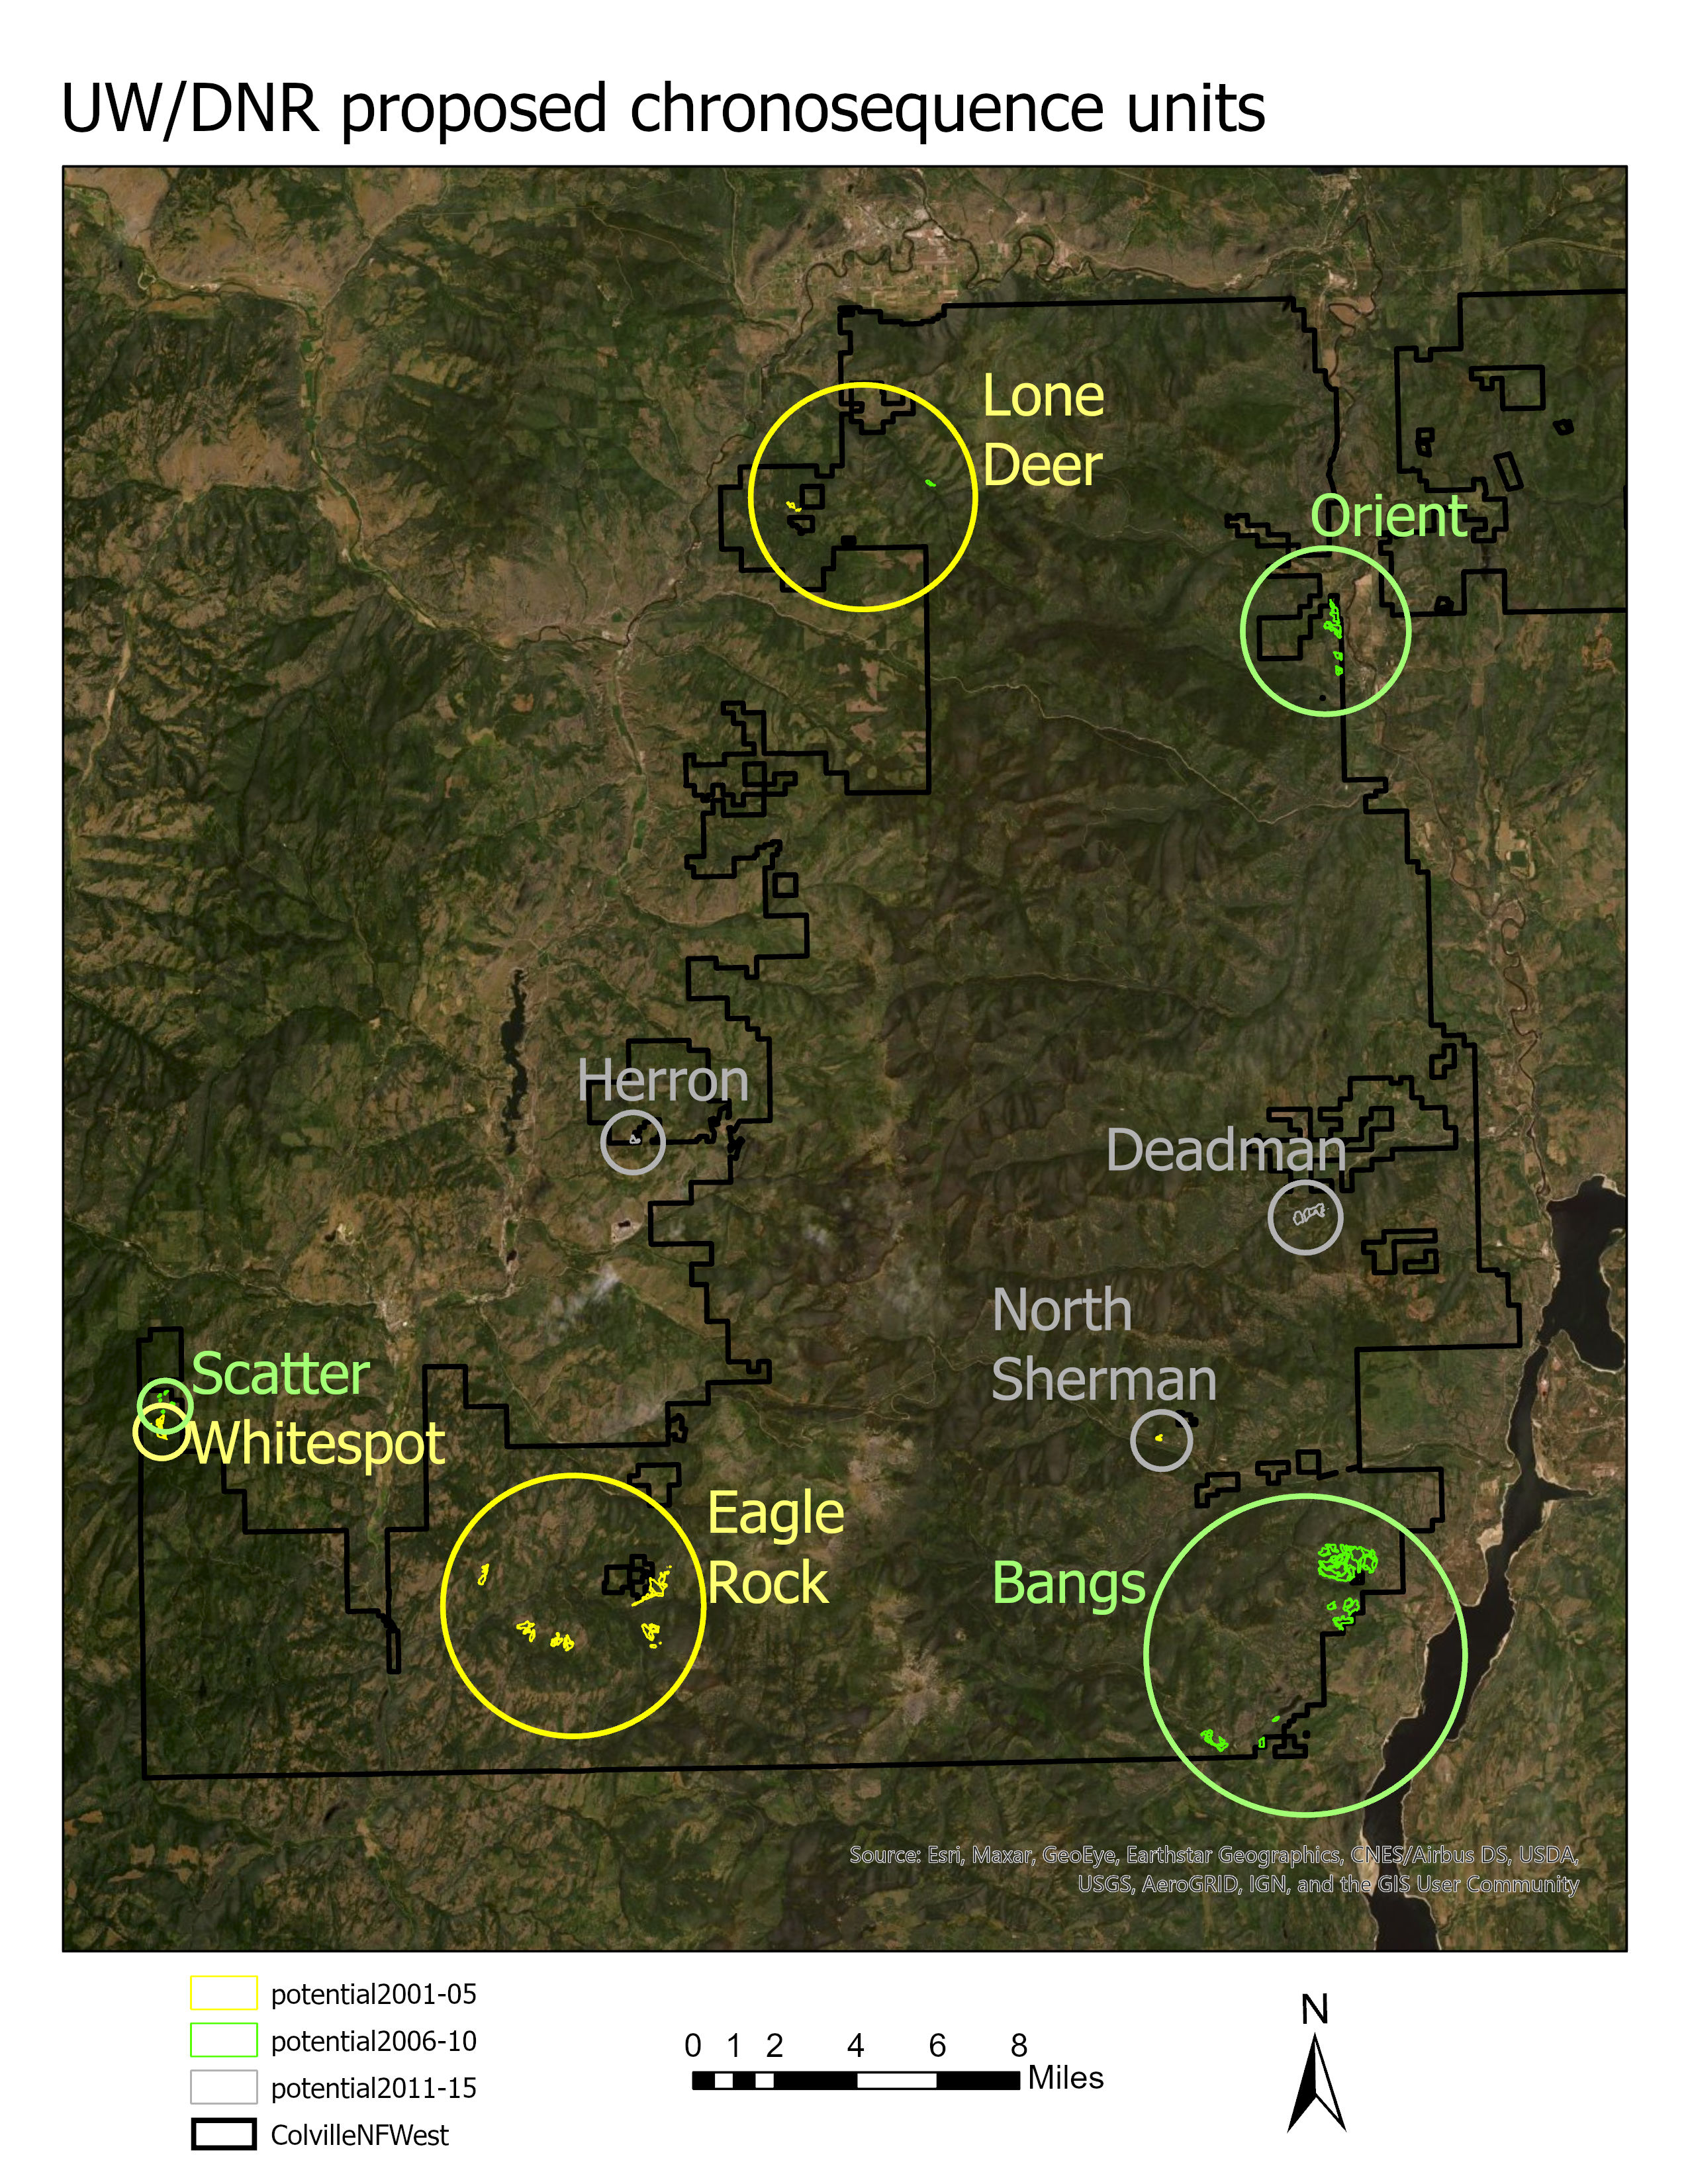 UW/DNR proposed chronosequence units
Lone
Deer
Orient
Herron
Deadman
North
Sherman
Scatter
Whitespot
Eagle
Rock
Bangs
Source: Esri, Maxar, GeoEye, Earthstar Geographics, CNES/Airbus DS, USDA,
USGS, AeroGRID, IGN, and the GIS User Community
potential2001-05
potential2006-10
potential2011-15
ColvilleNFWest
0 1 2 4 6 8
Miles
N